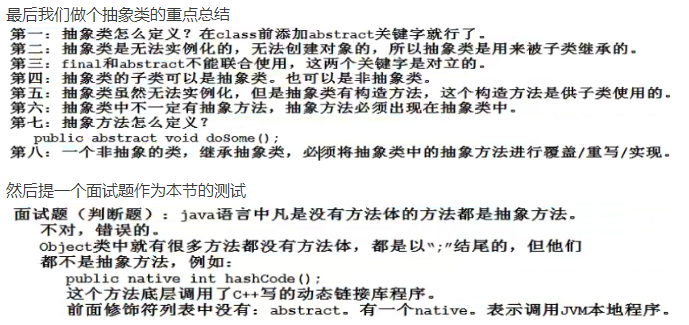 最后我们做个抽象类的重点总结
第一：抽象类怎么定义？在class前添加abstract关键字就行了。
第二：抽象类是无法实例化的，无法创建对象的，所以抽象类是用来被子类继承的。
第三：final和abstract不能联合使用，这两个关键字是对立的。
第四：抽象类的子类可以是抽象类。也可以是非抽象类。
第五：抽象类虽然无法实例化，但是抽象类有构造方法，这个构造方法是供子类使用的。
第六：抽象类中不一定有抽象方法，抽象方法必须出现在抽象类中。
第七：抽象方法怎么定义？
public abstract void doSome();
第八：一个非抽象的类，继承抽象类，必须将抽象类中的抽象方法进行覆盖/重写/实现。
然后提一个面试题作为本节的测试
面试题（判断题）：java语言中凡是没有方法体的方法都是抽象方法。
不对，错误的。
Object类中就有很多方法都没有方法体，都是以“;”结尾的，但他们
都不是抽象方法，例如：
public native int hashCode();
这个方法底层调用了C++写的动态链接库程序。
前面修饰符列表中没有：abstract。有一个native。表示调用JVM本地程序。